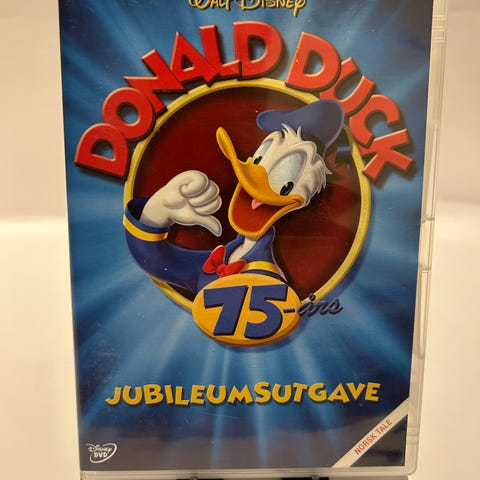 WALT DISNEY
DONALD DUCK
75-års
JUBILEUMSUTGAVE
NORSK TALE
Disney
DVD